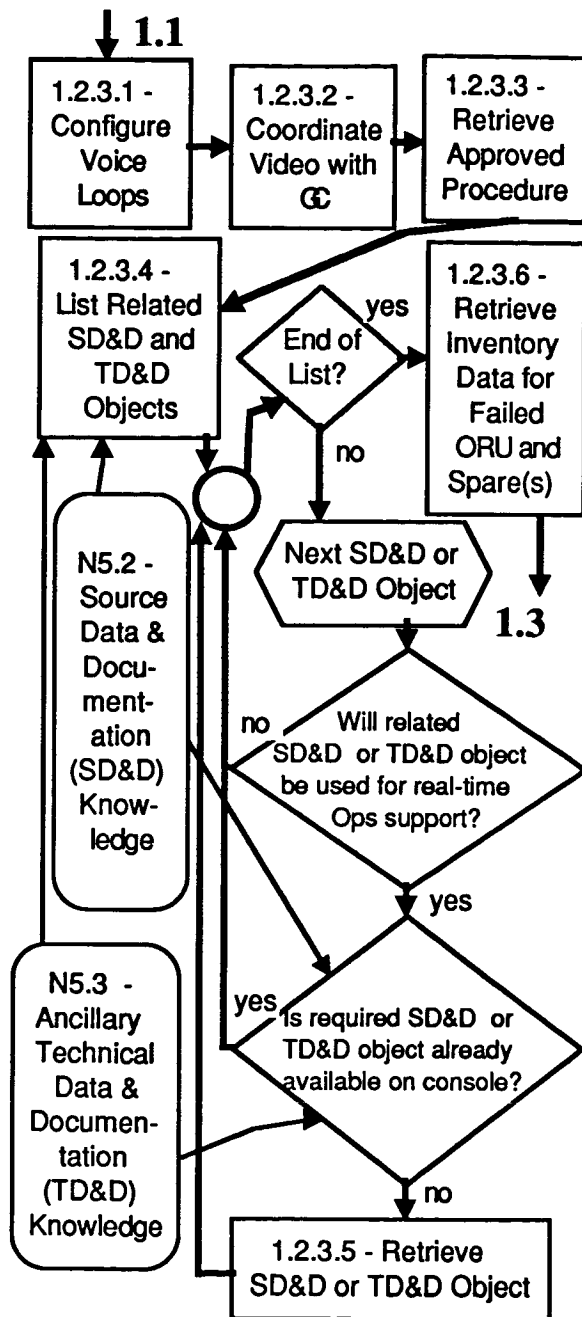 1.1
1.2.3.1 -
Configure
Voice
Loops
1.2.3.2 -
Coordinate
Video with
GC
1.2.3.3 -
Retrieve
Approved
Procedure
1.2.3.4 -
List Related
SD&D and
TD&D
Objects
End of
List?
yes
no
1.2.3.6 -
Retrieve
Inventory
Data for
Failed
ORU and
Spare(s)
1.3
Next SD&D or
TD&D Object
N5.2 -
Source
Data &
Docu-
ment-
ation
(SD&D)
Know-
ledge
no
Will related
SD&D or TD&D object
be used for real-time
Ops support?
yes
N5.3 -
Ancillary
Technical
Data &
Documen-
tation
(TD&D)
Knowledge
yes
Is required SD&D or
TD&D object already
available on console?
no
1.2.3.5 - Retrieve
SD&D or TD&D Object